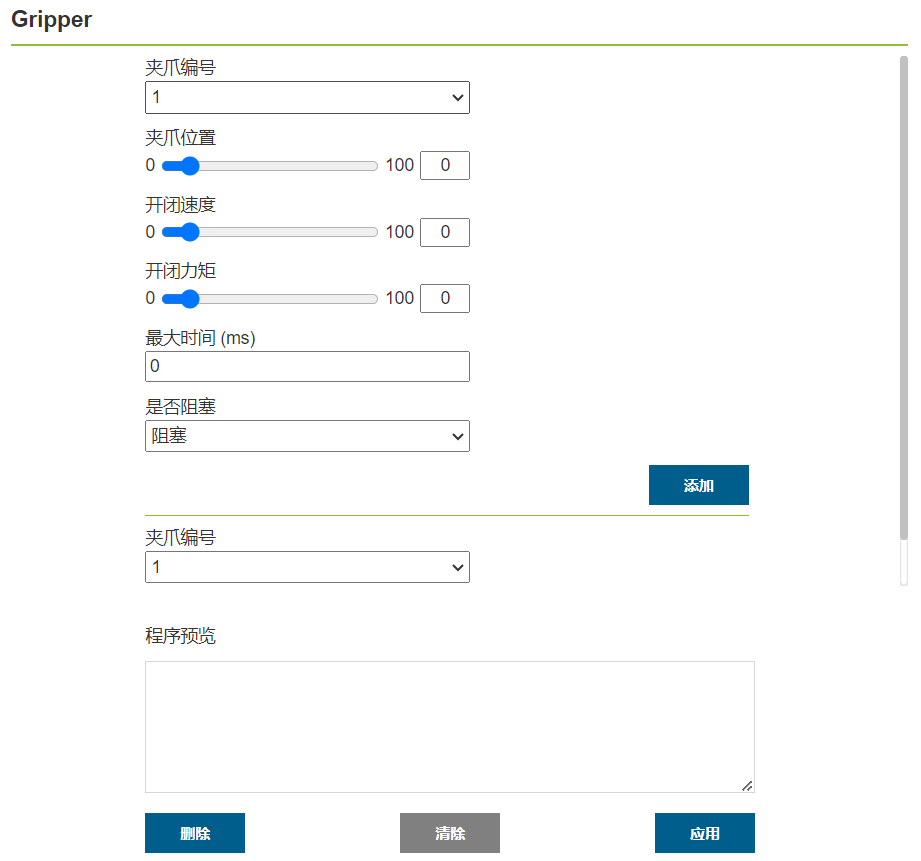 Gripper
夹爪编号
1
夹爪位置
0 100 0
开闭速度
0 100 0
开闭力矩
0 100 0
最大时间 (ms)
0
是否阻塞
阻塞
添加
夹爪编号
1
程序预览
删除 清除 应用